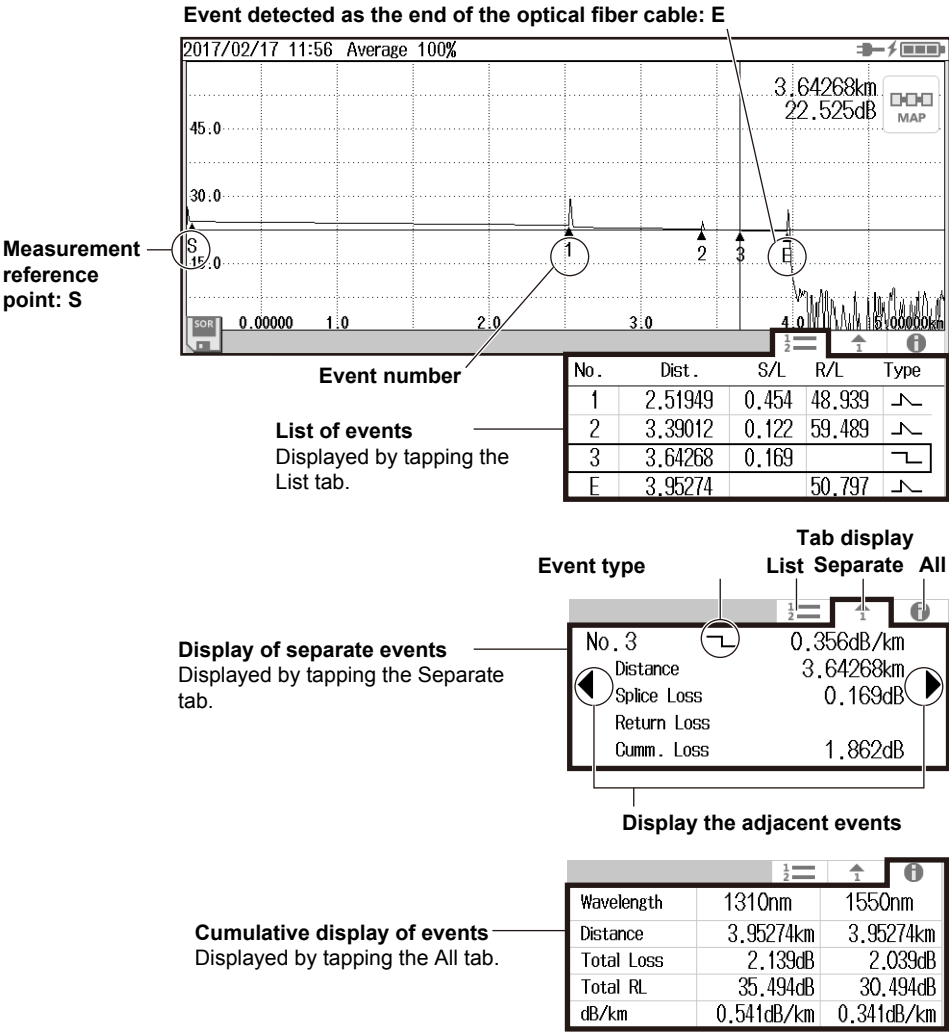 Event detected as the end of the optical fiber cable: E
2017/02/17 11:56 Average 100%
3.64268km
22.525dB
MAP
45.0
30.0
15.0
Measurement
reference
point: S
S
1
2
3
E
SOR
0.00000 1.0 2.0 3.0 4.0 5.00000km
Event number
List of events
Displayed by tapping the
List tab.
No. Dist. S/L R/L Type
1 2.51949 0.454 48.939
2 3.39012 0.122 59.489
3 3.64268 0.169
E 3.95274 50.797
Tab display
Event type List Separate All
Display of separate events
Displayed by tapping the Separate
tab.
No. 3 0.356dB/km
Distance 3.64268km
Splice Loss 0.169dB
Return Loss
Cumm. Loss 1.862dB
Display the adjacent events
Cumulative display of events
Displayed by tapping the All tab.
Wavelength 1310nm 1550nm
Distance 3.95274km 3.95274km
Total Loss 2.139dB 2.039dB
Total RL 35.494dB 30.494dB
dB/km 0.541dB/km 0.341dB/km